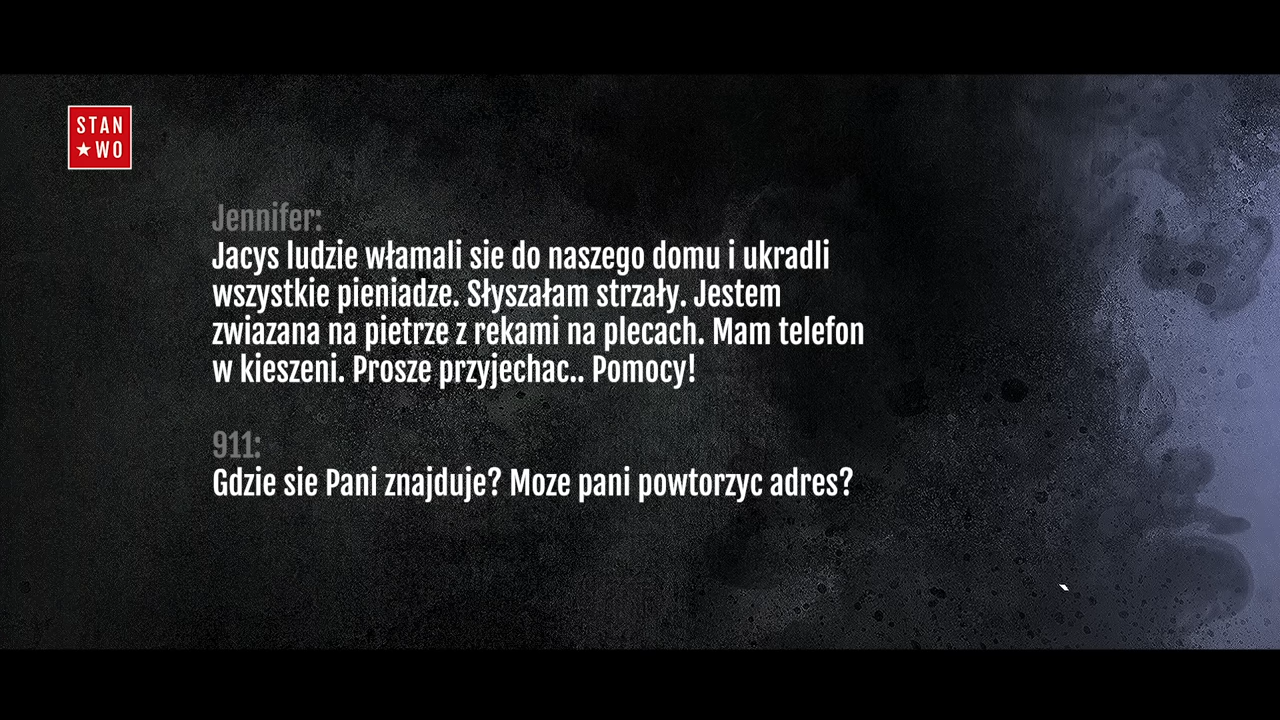 STAN
★WO
Jennifer:
Jacys ludzie włamali sie do naszego domu i ukradli
wszystkie pieniadze. Słyszałam strzały. Jestem
zwiazana na pietrze z rekami na plecach. Mam telefon
w kieszeni. Prosze przyjechac.. Pomocy!
911:
Gdzie sie Pani znajduje? Moze pani powtorzyc adres?